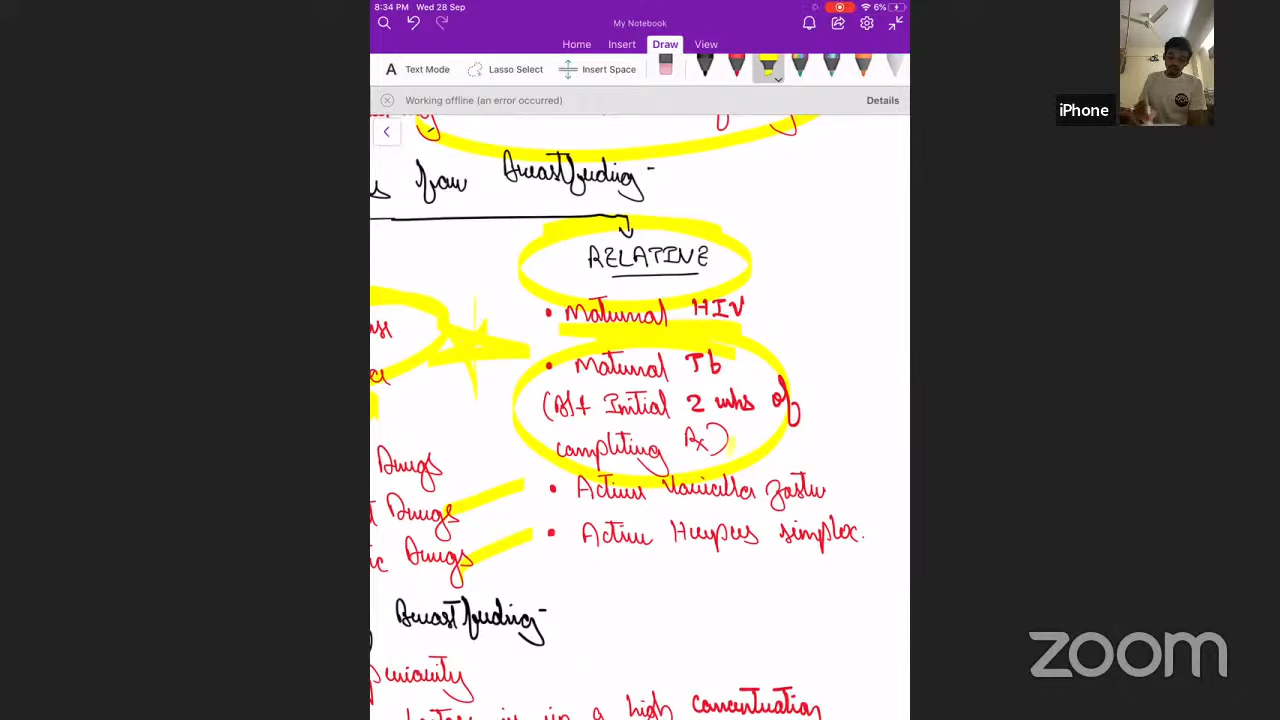 8:34 PM Wed 28 Sep
6%
My Notebook
Home Insert Draw View
Text Mode Lasso Select Insert Space
Working offline (an error occurred)
Details
iPhone
s from Breastfeeding -
RELATIVE
• Maternal HIV
• Maternal Tb
(B/f Initial 2 wks of
completing Rx)
Drugs
• Active Varicella Zoster
t Drugs
• Active Herpes simplex.
ic Drugs
Breastfeeding -
a high concentration
zoom